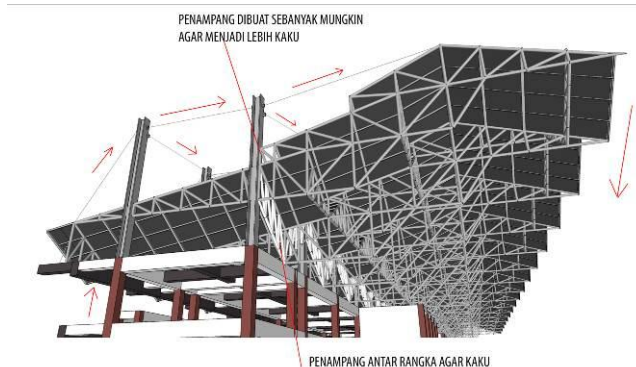 PENAMPANG DIBUAT SEBANYAK MUNGKIN
AGAR MENJADI LEBIH KAKU
PENAMPANG ANTAR RANGKA AGAR KAKU